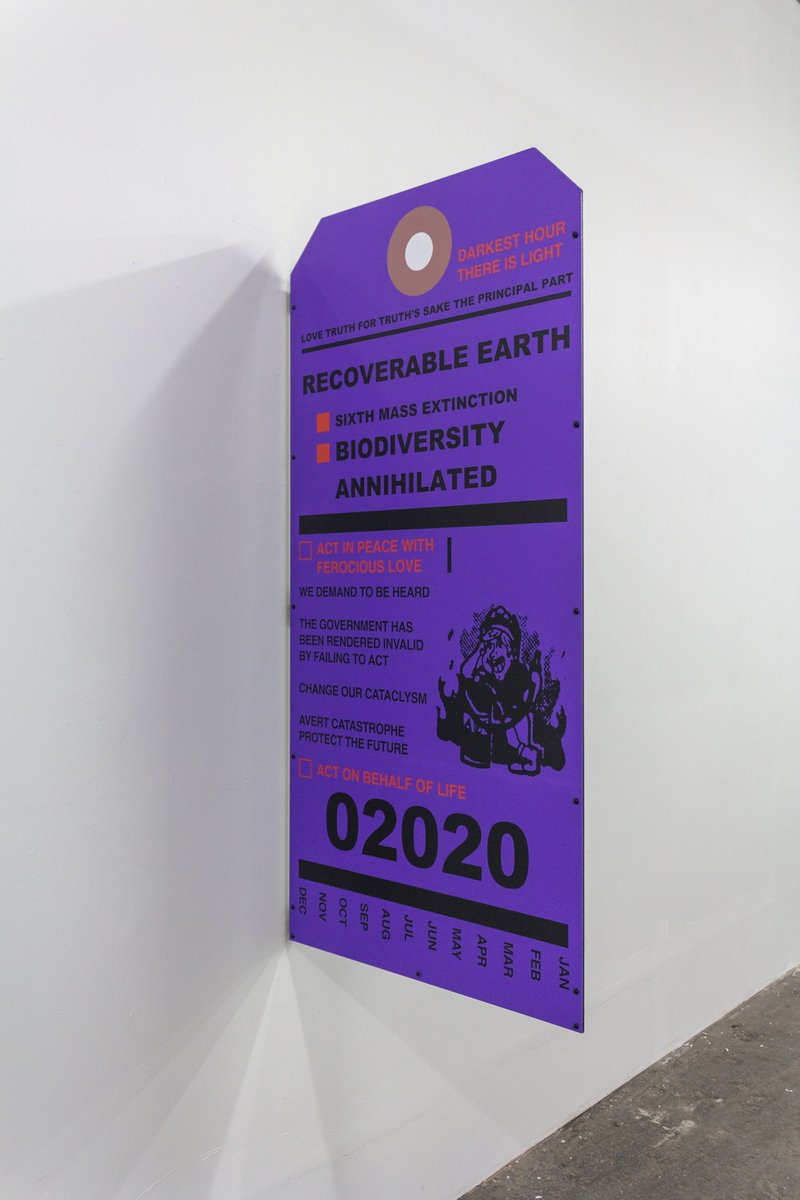 DARKEST HOUR
THERE IS LIGHT
LOVE TRUTH FOR TRUTH'S SAKE THE PRINCIPAL PART
RECOVERABLE EARTH
SIXTH MASS EXTINCTION
BIODIVERSITY
ANNIHILATED
ACT IN PEACE WITH
FEROCIOUS LOVE
WE DEMAND TO BE HEARD
THE GOVERNMENT HAS
BEEN RENDERED INVALID
BY FAILING TO ACT
CHANGE OUR CATACLYSM
AVERT CATASTROPHE
PROTECT THE FUTURE
ACT ON BEHALF OF LIFE
02020
DEC NOV OCT SEP AUG JUL JUN MAY APR MAR FEB JAN